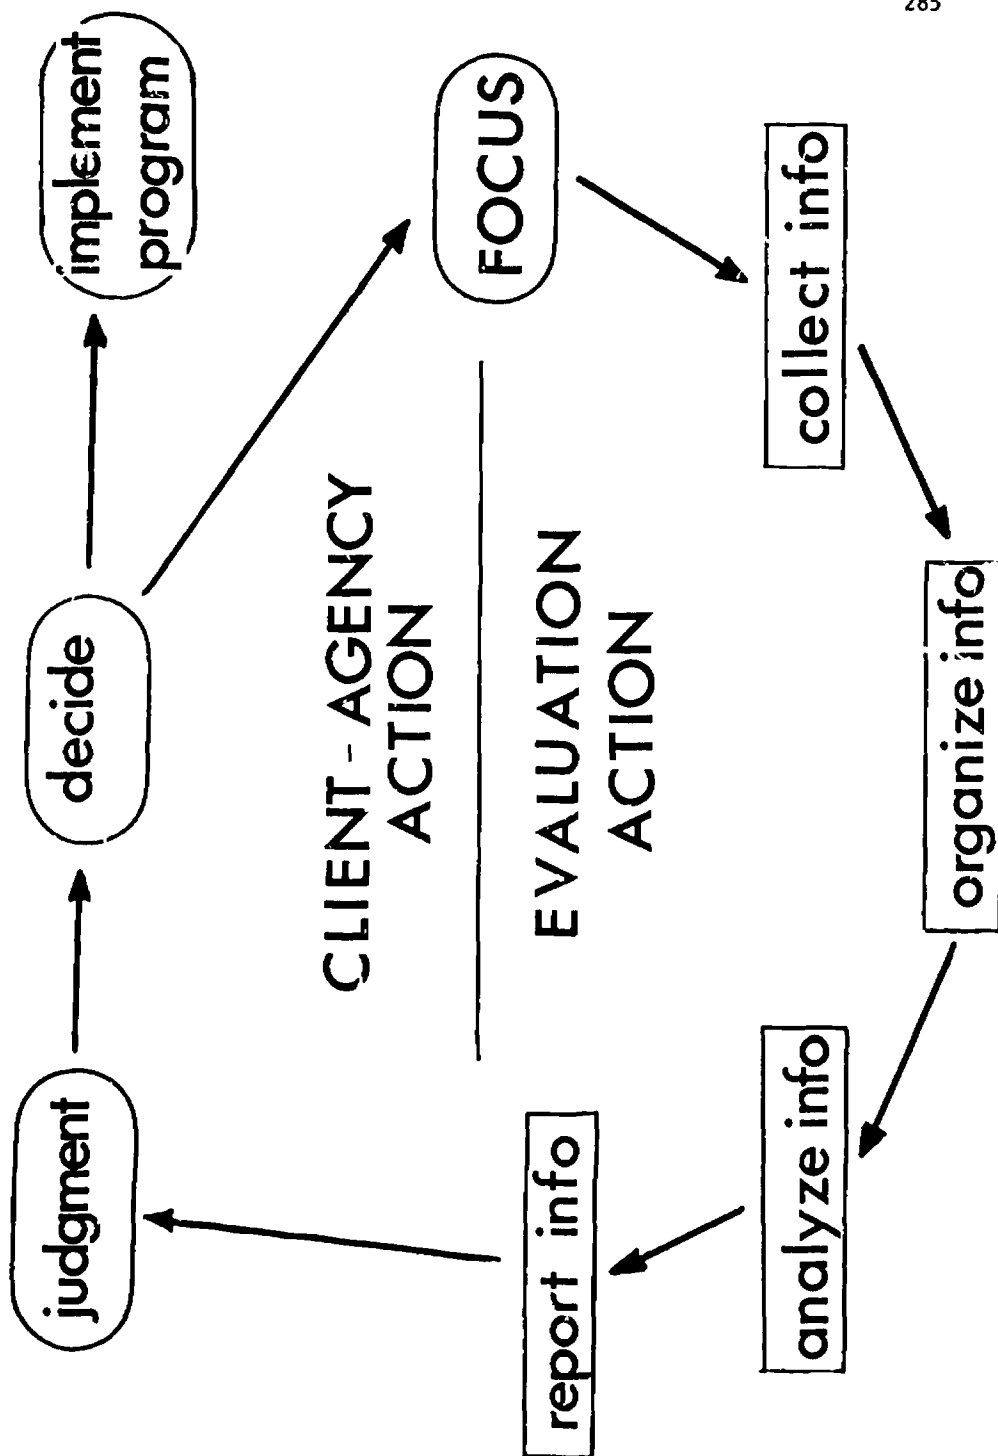 285
judgment
decide
implement
program
CLIENT-AGENCY
ACTION
FOCUS
EVALUATION
ACTION
report info
analyze info
organize info
collect info